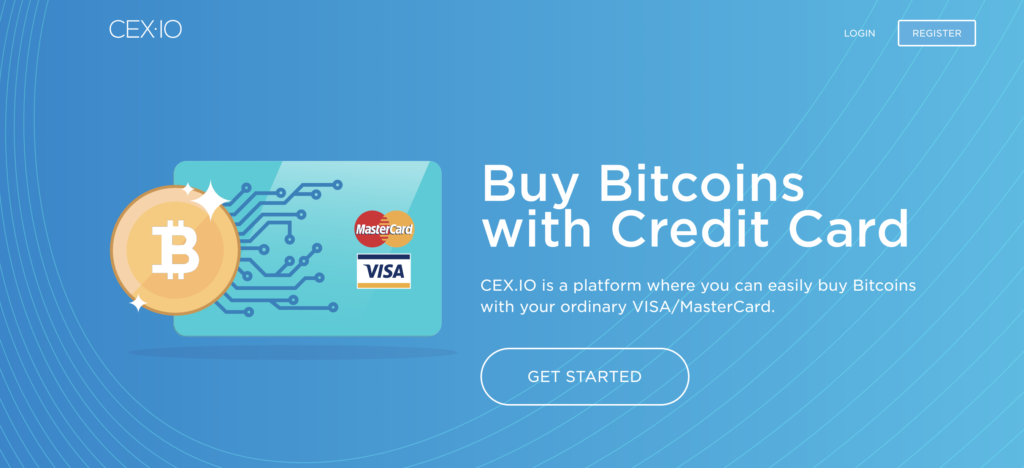 CEX.IO
LOGIN
REGISTER
Buy Bitcoins
with Credit Card
MasterCard
VISA
CEX.IO is a platform where you can easily buy Bitcoins
with your ordinary VISA/MasterCard.
GET STARTED